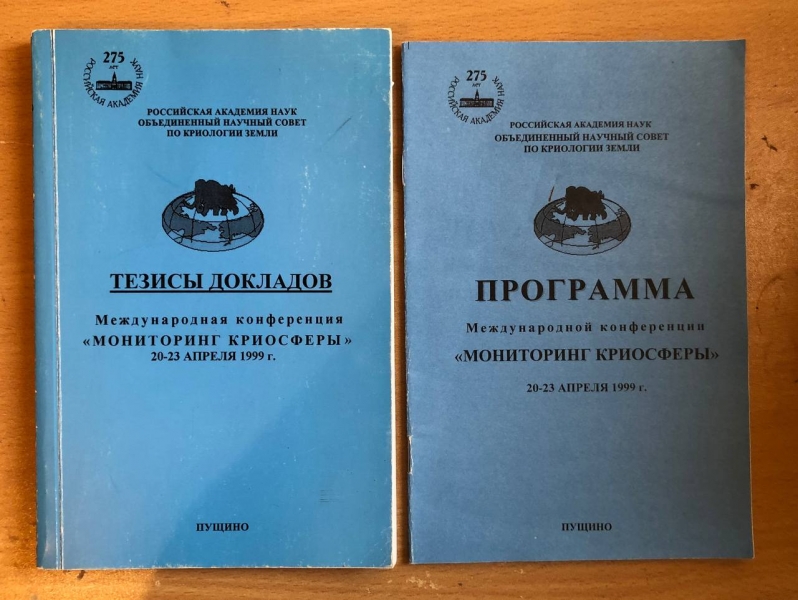 275
лет
РОССИЙСКАЯ АКАДЕМИЯ НАУК
РОССИЙСКАЯ АКАДЕМИЯ НАУК
ОБЪЕДИНЕННЫЙ НАУЧНЫЙ СОВЕТ
ПО КРИОЛОГИИ ЗЕМЛИ
ТЕЗИСЫ ДОКЛАДОВ
Международная конференция
«МОНИТОРИНГ КРИОСФЕРЫ»
20-23 АПРЕЛЯ 1999 г.
ПУЩИНО
275
лет
РОССИЙСКАЯ АКАДЕМИЯ НАУК
РОССИЙСКАЯ АКАДЕМИЯ НАУК
ОБЪЕДИНЕННЫЙ НАУЧНЫЙ СОВЕТ
ПО КРИОЛОГИИ ЗЕМЛИ
ПРОГРАММА
Международной конференции
«МОНИТОРИНГ КРИОСФЕРЫ»
20-23 АПРЕЛЯ 1999 г.
ПУЩИНО